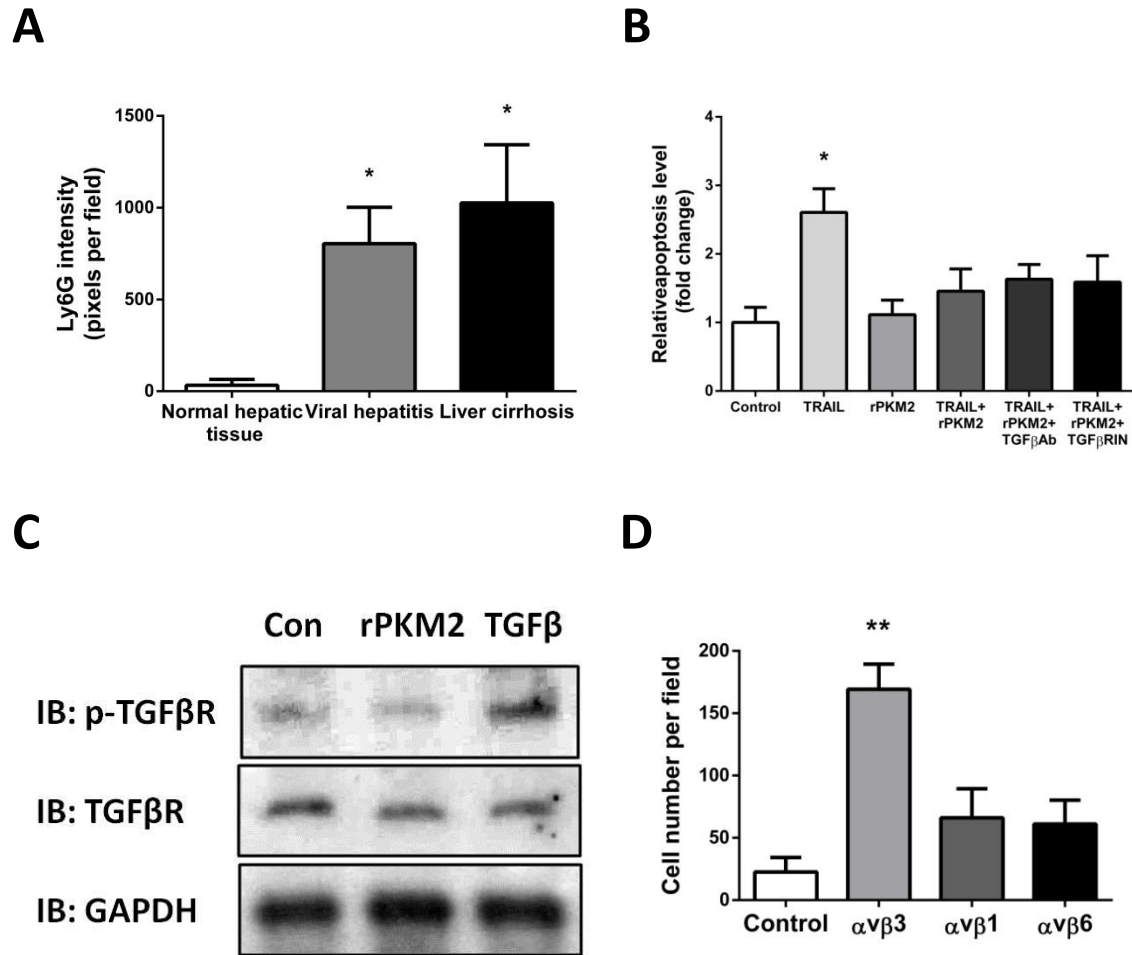 A
Ly6G intensity
(pixels per field)
1500
1000
500
0
*
*
Normal hepatic
tissue
Viral hepatitis
Liver cirrhosis
B
Relativeapoptosis level
(fold change)
4
3
2
1
0
*
Control
TRAIL
rPKM2
TRAIL+
rPKM2
TRAIL+
rPKM2+
TGFβAb
TRAIL+
rPKM2+
TGFβRIN
C
Con rPKM2 TGFβ
IB: p-TGFβR
IB: TGFβR
IB: GAPDH
D
Cell number per field
200
150
100
50
0
**
Control
αvβ3
αvβ1
αvβ6